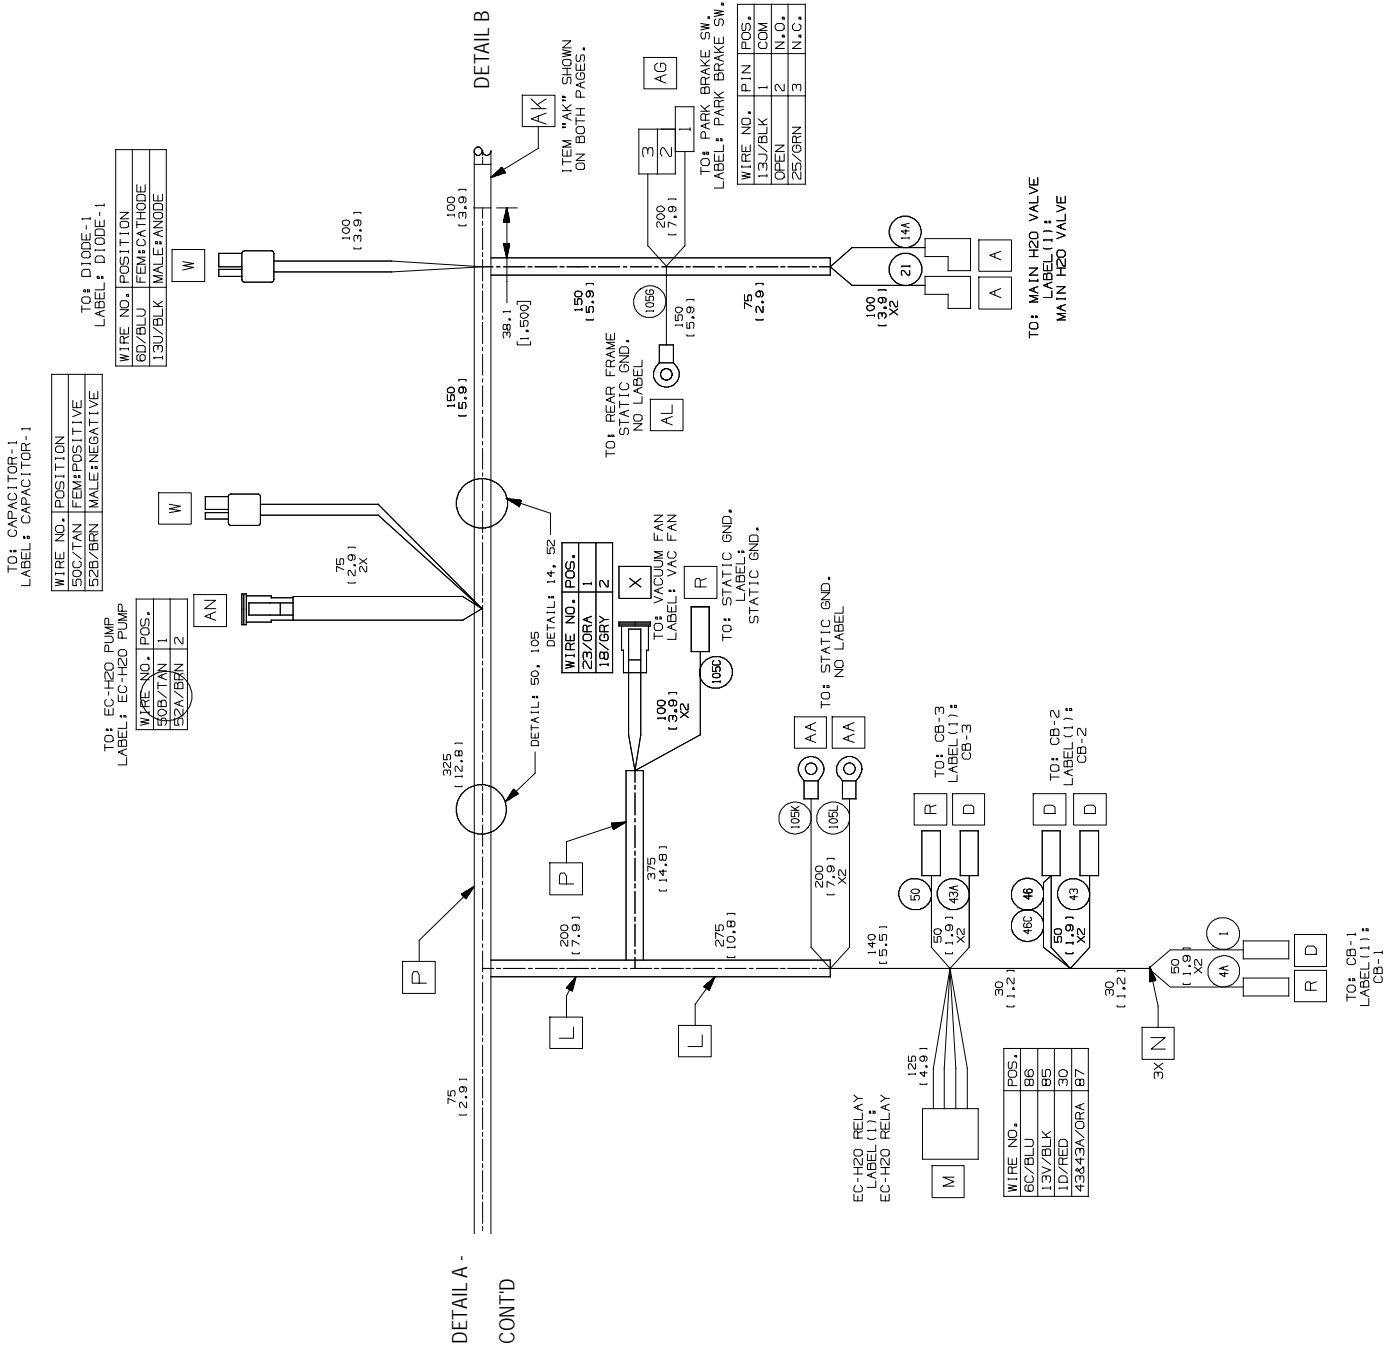 TO: CAPACITOR-1
LABEL: CAPACITOR-1
WIRE NO. POSITION
50C/TAN FEM:POSITIVE
52B/BRN MALE:NEGATIVE
TO: DIODE-1
LABEL: DIODE-1
WIRE NO. POSITION
6D/BLU FEM:CATHODE
13U/BLK MALE:ANODE
TO: EC-H2O PUMP
LABEL: EC-H2O PUMP
WIRE NO. POS.
50B/TAN 1
52A/BRN 2
AN
W
W
75
[2.9]
2X
100
[3.9]
DETAIL A -
CONT'D
75
[2.9]
P
325
[12.8]
150
[5.9]
100
[3.9]
38.1
[1.500]
AK
DETAIL B
ITEM "AK" SHOWN
ON BOTH PAGES.
DETAIL: 50, 105
DETAIL: 14, 52
WIRE NO. POS.
23/ORA 1
18/GRY 2
X
TO: VACUUM FAN
LABEL: VAC FAN
R
TO: STATIC GND.
LABEL:
STATIC GND.
105C
100
[3.9]
X2
P
375
[14.8]
200
[7.9]
L
275
[10.8]
L
AG
3
2
1
TO: PARK BRAKE SW.
LABEL: PARK BRAKE SW.
WIRE NO. PIN POS.
13J/BLK 1 COM
OPEN 2 N.O.
25/GRN 3 N.C.
200
[7.9]
150
[5.9]
105G
150
[5.9]
75
[2.9]
TO: REAR FRAME
STATIC GND.
NO LABEL
AL
14A
21
100
[3.9]
X2
A
A
TO: MAIN H2O VALVE
LABEL(1):
MAIN H2O VALVE
TO: STATIC GND.
NO LABEL
AA
AA
105K
105L
200
[7.9]
X2
140
[5.5]
TO: CB-3
LABEL(1):
CB-3
R
D
50
43A
50
[1.9]
X2
TO: CB-2
LABEL(1):
CB-2
D
D
46
46C
43
50
[1.9]
X2
30
[1.2]
30
[1.2]
50
[1.9]
X2
1
4A
D
R
TO: CB-1
LABEL(1):
CB-1
3X N
125
[4.9]
EC-H2O RELAY
LABEL(1):
EC-H2O RELAY
M
WIRE NO. POS.
6C/BLU 86
13V/BLK 85
1D/RED 30
43&43A/ORA 87